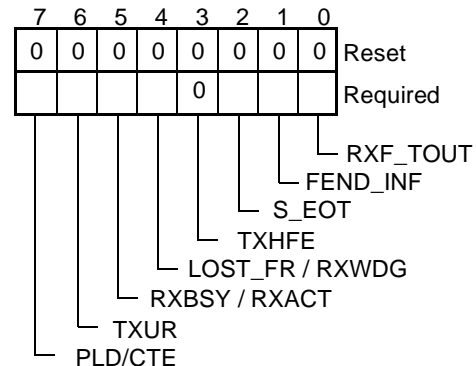 7 6 5 4 3 2 1 0
0 0 0 0 0 0 0 0 Reset
0 Required
RXF_TOUT
FEND_INF
S_EOT
TXHFE
LOST_FR / RXWDG
RXBSY / RXACT
TXUR
PLD/CTE